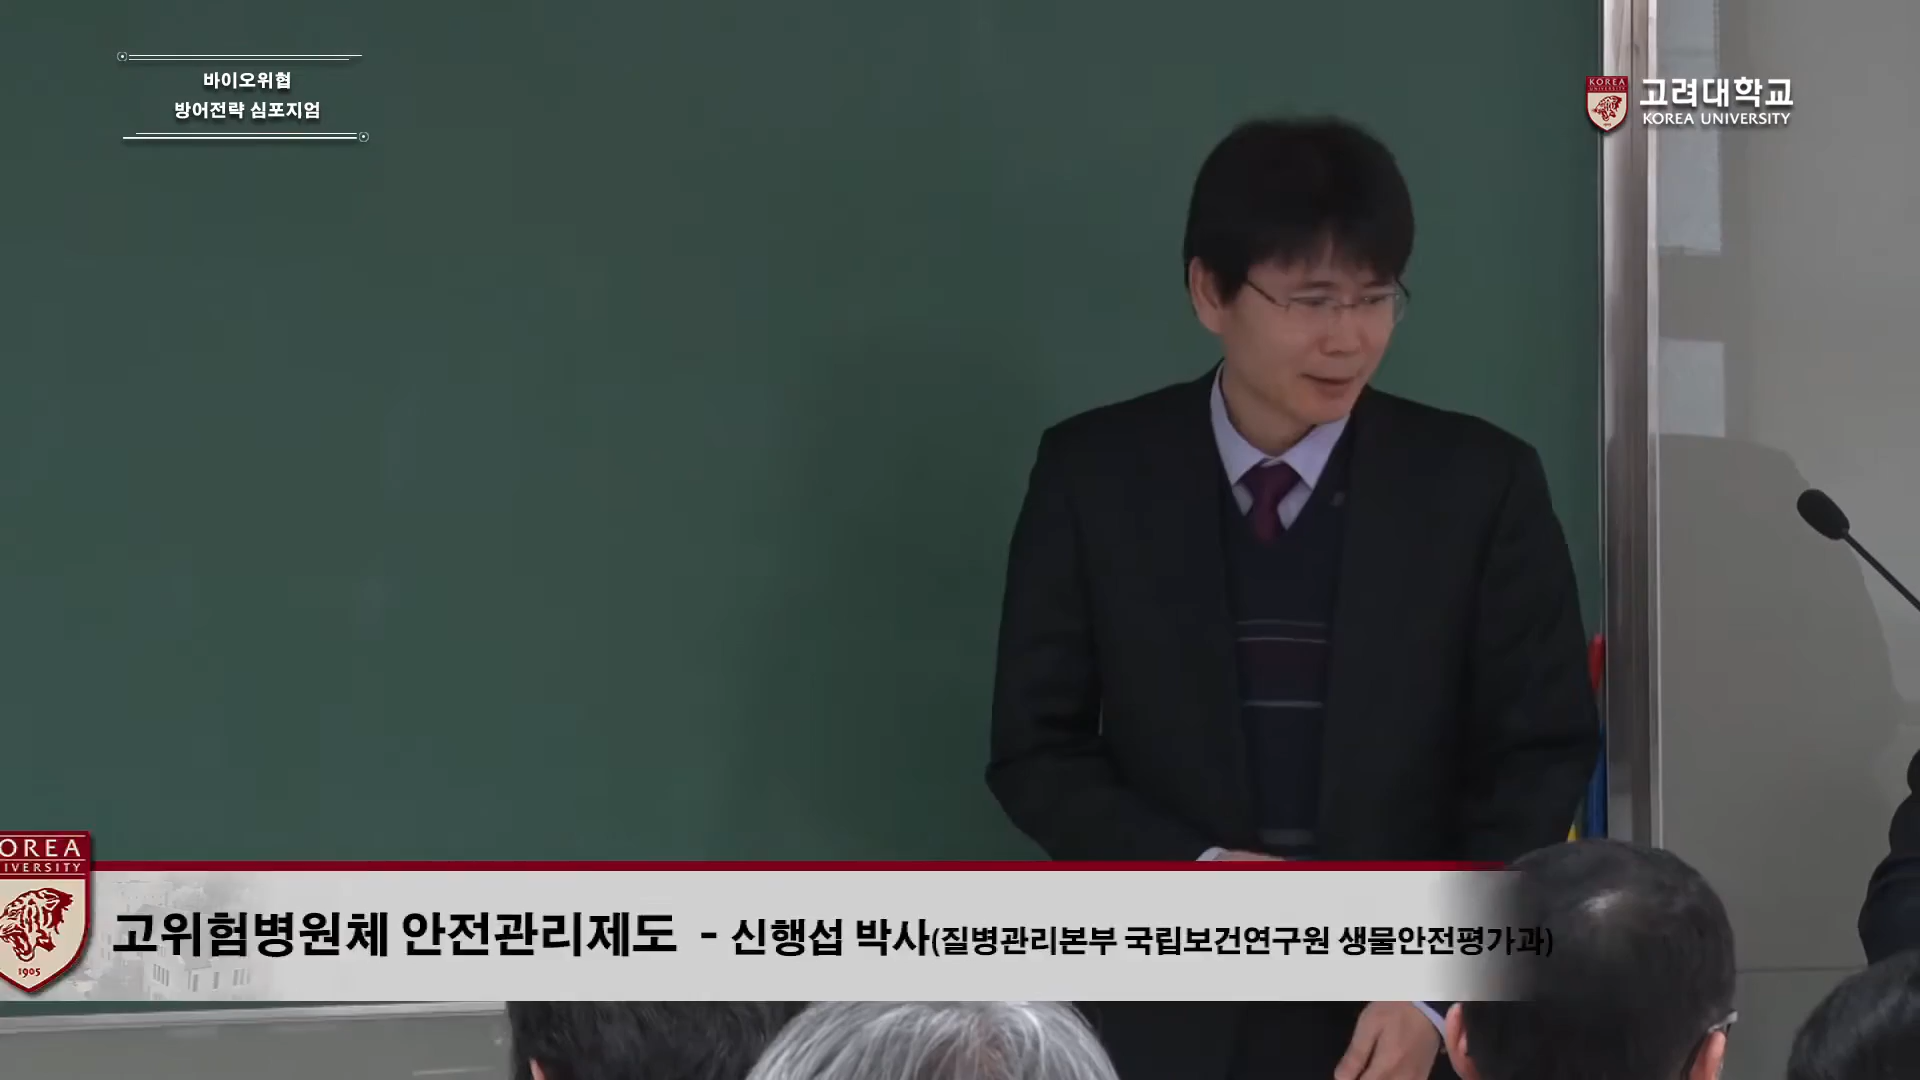 바이오위협
방어전략 심포지엄
KOREA
고려대학교
KOREA UNIVERSITY
OREA
IVERSITY
1905
고위험병원체 안전관리제도 - 신행섭 박사(질병관리본부 국립보건연구원 생물안전평가과)